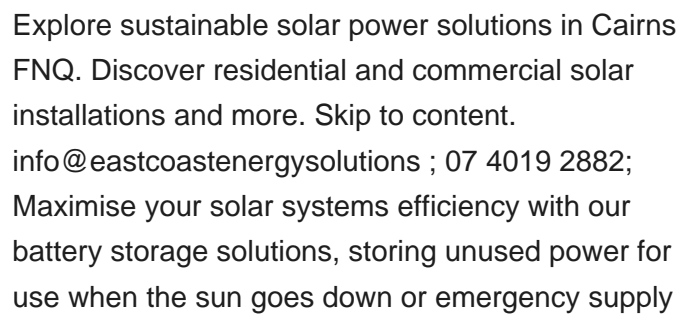 Explore sustainable solar power solutions in Cairns
FNQ. Discover residential and commercial solar
installations and more. Skip to content.
info@eastcoastenergysolutions ; 07 4019 2882;
Maximise your solar systems efficiency with our
battery storage solutions, storing unused power for
use when the sun goes down or emergency supply